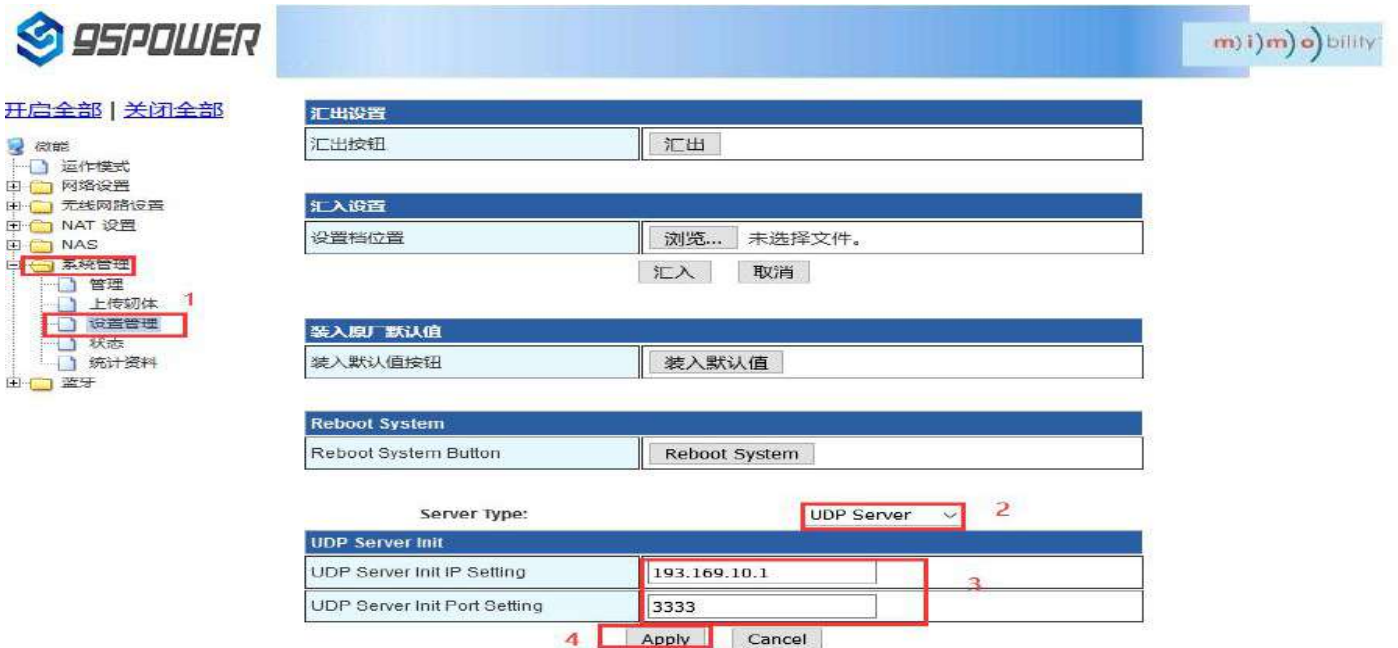 95POWER
m)i)m)o)bility
开启全部 | 关闭全部
微能
运作模式
网络设置
无线网路设置
NAT 设置
NAS
系统管理
管理
上传韧体
1
设置管理
状态
统计资料
蓝牙
汇出设置
汇出按钮 汇出
汇入设置
设置档位置 浏览... 未选择文件。
汇入 取消
装入原厂默认值
装入默认值按钮 装入默认值
Reboot System
Reboot System Button Reboot System
Server Type: UDP Server 2
UDP Server Init
UDP Server Init IP Setting 193.169.10.1
3
UDP Server Init Port Setting 3333
4 Apply Cancel